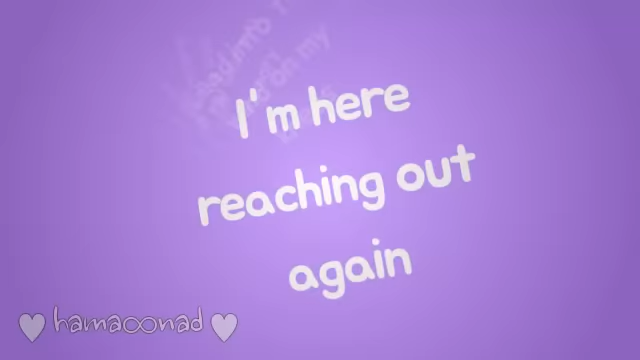 I'm here
reaching out
again
♡ hamaoonad ♡